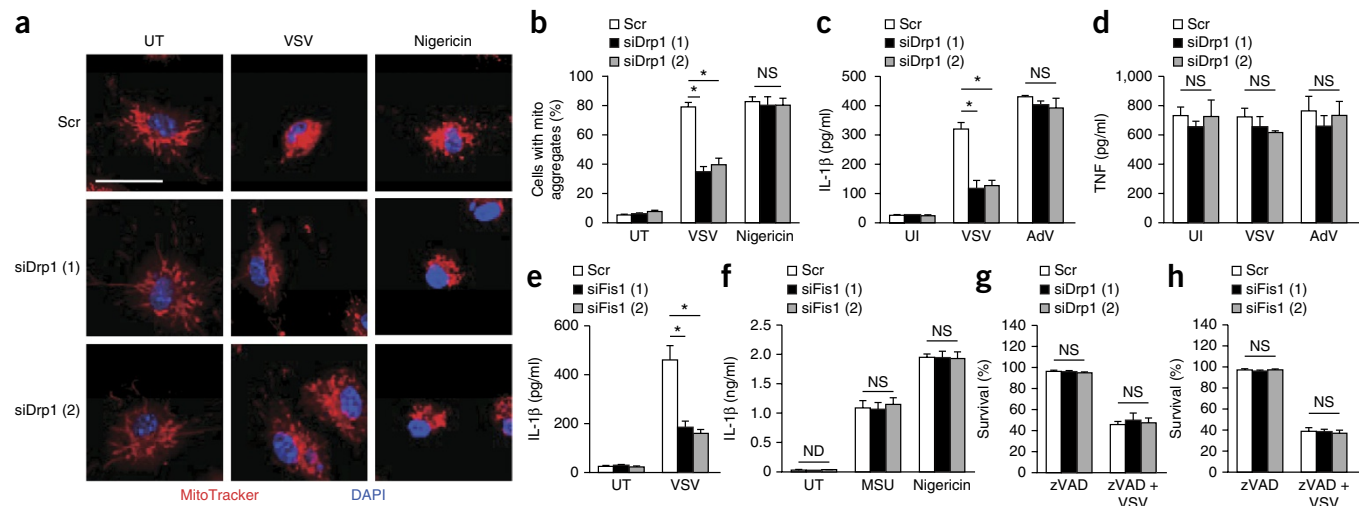 a
UT VSV Nigericin
Scr
siDrp1 (1)
siDrp1 (2)
MitoTracker DAPI
b
Scr
siDrp1 (1)
siDrp1 (2)
Cells with mito
aggregates (%)
100
80
60
40
20
0
* * NS
UT VSV Nigericin
c
Scr
siDrp1 (1)
siDrp1 (2)
IL-1β (pg/ml)
500
400
300
200
100
0
* * NS
UI VSV AdV
d
Scr
siDrp1 (1)
siDrp1 (2)
TNF (pg/ml)
1,000
800
600
400
200
0
NS NS NS
UI VSV AdV
e
Scr
siFis1 (1)
siFis1 (2)
IL-1β (pg/ml)
600
400
200
0
* *
UT VSV
f
Scr
siFis1 (1)
siFis1 (2)
IL-1β (ng/ml)
2.5
2.0
1.5
1.0
0.5
0
ND NS NS
UT MSU Nigericin
g
Scr
siDrp1 (1)
siDrp1 (2)
Survival (%)
140
120
100
80
60
40
20
0
NS NS
zVAD zVAD +
VSV
h
Scr
siFis1 (1)
siFis1 (2)
Survival (%)
140
120
100
80
60
40
20
0
NS NS
zVAD zVAD +
VSV